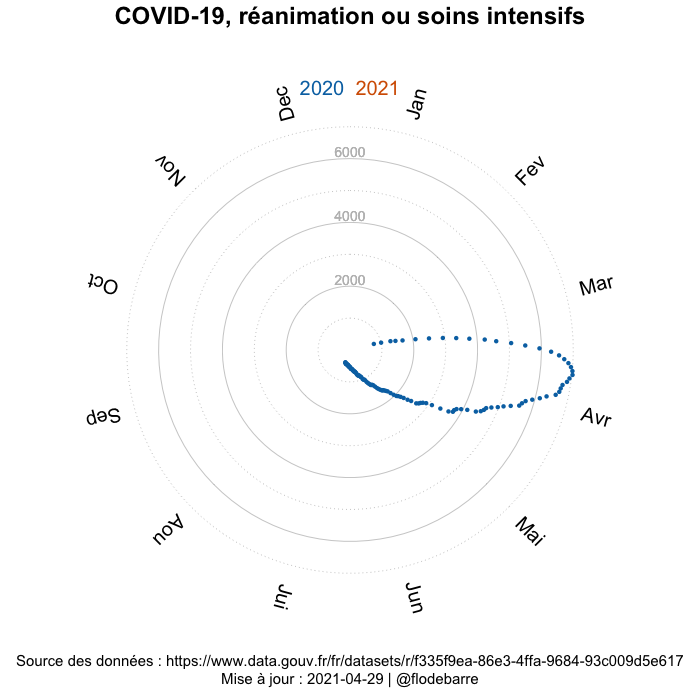 COVID-19, réanimation ou soins intensifs
2020 2021
Jan
Fev
Mar
Avr
Mai
Jun
Jui
Aou
Sep
Oct
Nov
Dec
6000
4000
2000
Source des données : https://www.data.gouv.fr/fr/datasets/r/f335f9ea-86e3-4ffa-9684-93c009d5e617
Mise à jour : 2021-04-29 | @flodebarre